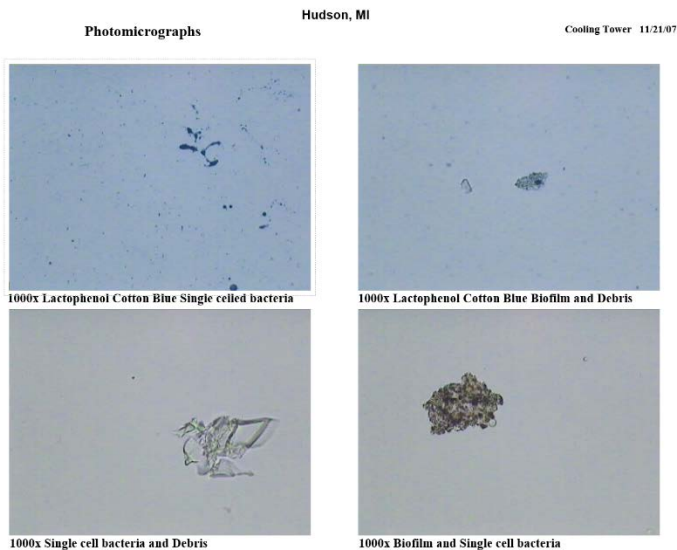 Hudson, MI
Photomicrographs
Cooling Tower 11/21/07
1000x Lactophenol Cotton Blue Single celled bacteria
1000x Lactophenol Cotton Blue Biofilm and Debris
1000x Single cell bacteria and Debris
1000x Biofilm and Single cell bacteria